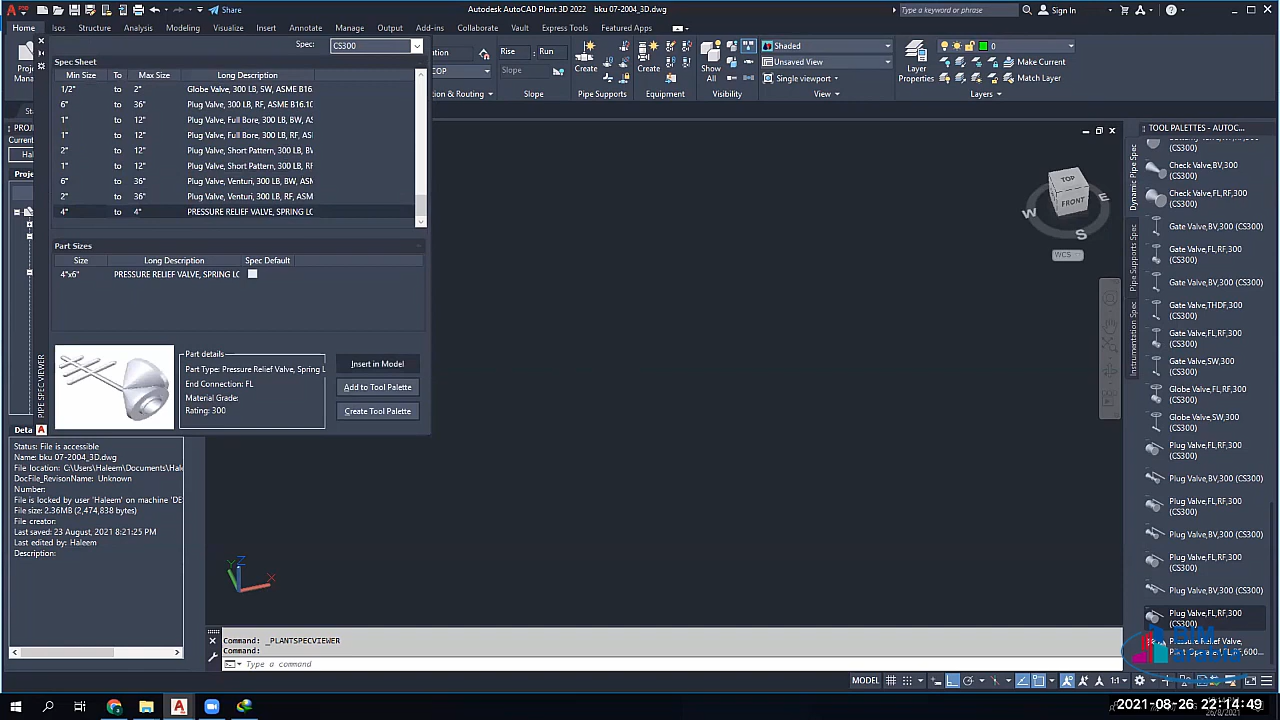 Share
Autodesk AutoCAD Plant 3D 2022 bku 07-2004_3D.dwg
Type a keyword or phrase
Sign In
Home Isos Structure Analysis Modeling Visualize Insert Annotate Manage Output Add-ins Collaborate Vault Express Tools Featured Apps
Spec: CS300
Spec Sheet
Min Size To Max Size Long Description
1/2" to 2" Globe Valve, 300 LB, SW, ASME B16
6" to 36" Plug Valve, 300 LB, RF, ASME B16.10
1" to 12" Plug Valve, Full Bore, 300 LB, BW, A
1" to 12" Plug Valve, Full Bore, 300 LB, RF, AS
2" to 12" Plug Valve, Short Pattern, 300 LB, B
1" to 12" Plug Valve, Short Pattern, 300 LB, RF
6" to 36" Plug Valve, Venturi, 300 LB, BW, ASM
2" to 36" Plug Valve, Venturi, 300 LB, RF, ASM
4" to 4" PRESSURE RELIEF VALVE, SPRING LO
Part Sizes
Size Long Description Spec Default
4"x6" PRESSURE RELIEF VALVE, SPRING LO
Part details
Part Type: Pressure Relief Valve, Spring L
End Connection: FL
Material Grade:
Rating: 300
Insert in Model
Add to Tool Palette
Create Tool Palette
PIPE SPEC VIEWER
Rise: Run
Slope
Slope
Create
Pipe Supports
Create
Equipment
Show
All
Visibility
Shaded
Unsaved View
Single viewport
View
0
Layer
Properties
Make Current
Match Layer
Layers
Status: File is accessible
Name: bku 07-2004_3D.dwg
File location: C:\Users\Haleem\Documents\Hal
DocFile_RevisonName: Unknown
Number:
File is locked by user 'Haleem' on machine 'DE
File size: 2.36MB (2,474,838 bytes)
File creator:
Last saved: 23 August, 2021 8:21:25 PM
Last edited by: Haleem
Description:
TOP
FRONT
W
S
E
WCS
Y
Z
X
TOOL PALETTES - AUTOC...
Dynamic Pipe Spec
Pipe Supports Spec
Instrumentation Spec
Check Valve,BV,300
(CS300)
Check Valve,FL,RF,300
(CS300)
Gate Valve,BV,300 (CS300)
Gate Valve,FL,RF,300
(CS300)
Gate Valve,BV,300 (CS300)
Gate Valve,THDF,300
(CS300)
Gate Valve,FL,RF,300
(CS300)
Gate Valve,SW,300
(CS300)
Globe Valve,FL,RF,300
(CS300)
Globe Valve,SW,300
(CS300)
Plug Valve,FL,RF,300
(CS300)
Plug Valve,BV,300 (CS300)
Plug Valve,FL,RF,300
(CS300)
Plug Valve,BV,300 (CS300)
Plug Valve,FL,RF,300
(CS300)
Plug Valve,BV,300 (CS300)
Plug Valve,FL,RF,300
(CS300)
Pressure Relief Valve,
Command: _PLANTSPECVIEWER
Command:
Type a command
MODEL
1:1
2021-08-26 22:14:49